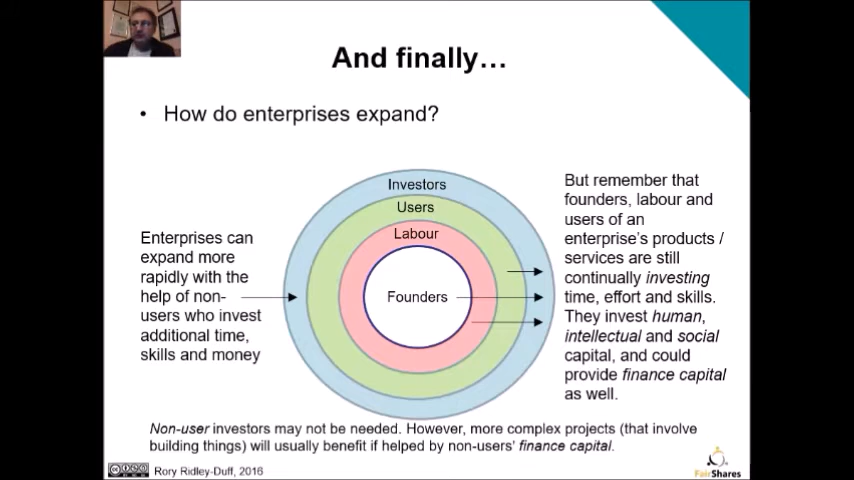 And finally…
• How do enterprises expand?
Investors
Users
Labour
Founders
Enterprises can
expand more
rapidly with the
help of non-
users who invest
additional time,
skills and money
But remember that
founders, labour and
users of an
enterprise's products /
services are still
continually investing
time, effort and skills.
They invest human,
intellectual and social
capital, and could
provide finance capital
as well.
Non-user investors may not be needed. However, more complex projects (that involve
building things) will usually benefit if helped by non-users' finance capital.
Rory Ridley-Duff, 2016
FairShares